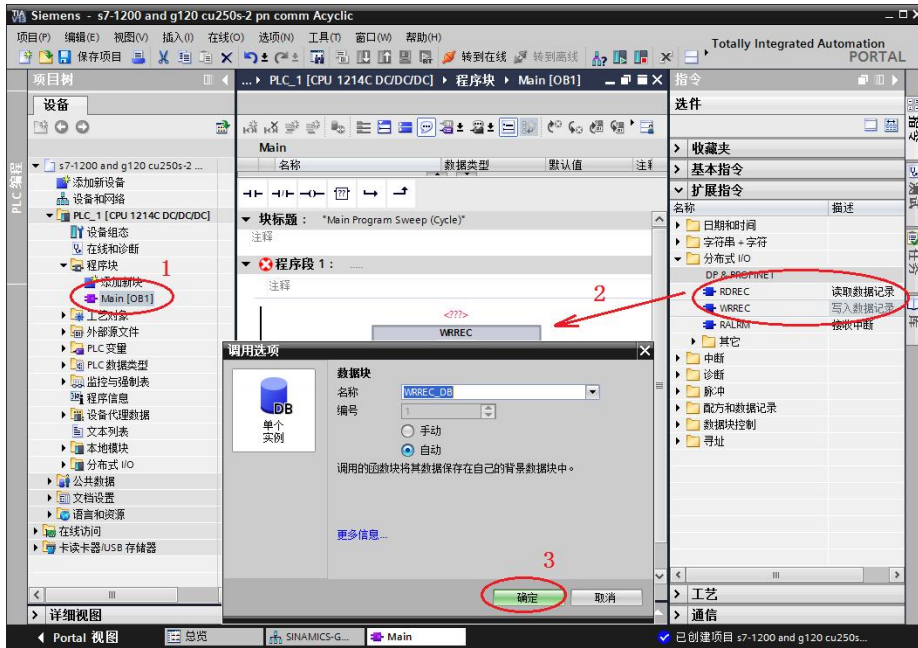 Siemens - s7-1200 and g120 cu250s-2 pn comm Acyclic
项目(P) 编辑(E) 视图(V) 插入(I) 在线(O) 选项(N) 工具(T) 窗口(W) 帮助(H)
Totally Integrated Automation
PORTAL
保存项目
转到在线
转到离线
项目树
... PLC_1 [CPU 1214C DC/DC/DC] 程序块 Main [OB1]
指令
设备
选件
Main
名称 数据类型 默认值
收藏夹
基本指令
扩展指令
名称 描述
日期和时间
字符串 + 字符
分布式 I/O
DP & PROFINET
RDREC 读取数据记录
WRREC 写入数据记录
RALRM 接收中断
其它
中断
诊断
脉冲
配方和数据记录
数据块控制
寻址
工艺
通信
PLC 编程
s7-1200 and g120 cu250s-2 ...
添加新设备
设备和网络
PLC_1 [CPU 1214C DC/DC/DC]
设备组态
在线和诊断
程序块
添加新块
Main [OB1]
工艺对象
外部源文件
PLC 变量
PLC 数据类型
监控与强制表
程序信息
设备代理数据
文本列表
本地模块
分布式 I/O
公共数据
文档设置
语言和资源
在线访问
读卡器/USB 存储器
详细视图
1
2
3
块标题: "Main Program Sweep (Cycle)"
注释
程序段 1: .....
注释
<???>
WRREC
调用选项
DB
单个
实例
数据块
名称 WRREC_DB
编号 1
手动
自动
调用的函数块将其数据保存在自己的背景数据块中。
更多信息...
确定 取消
Portal 视图 总览 SINAMICS-G... Main
已创建项目 s7-1200 and g120 cu250s...